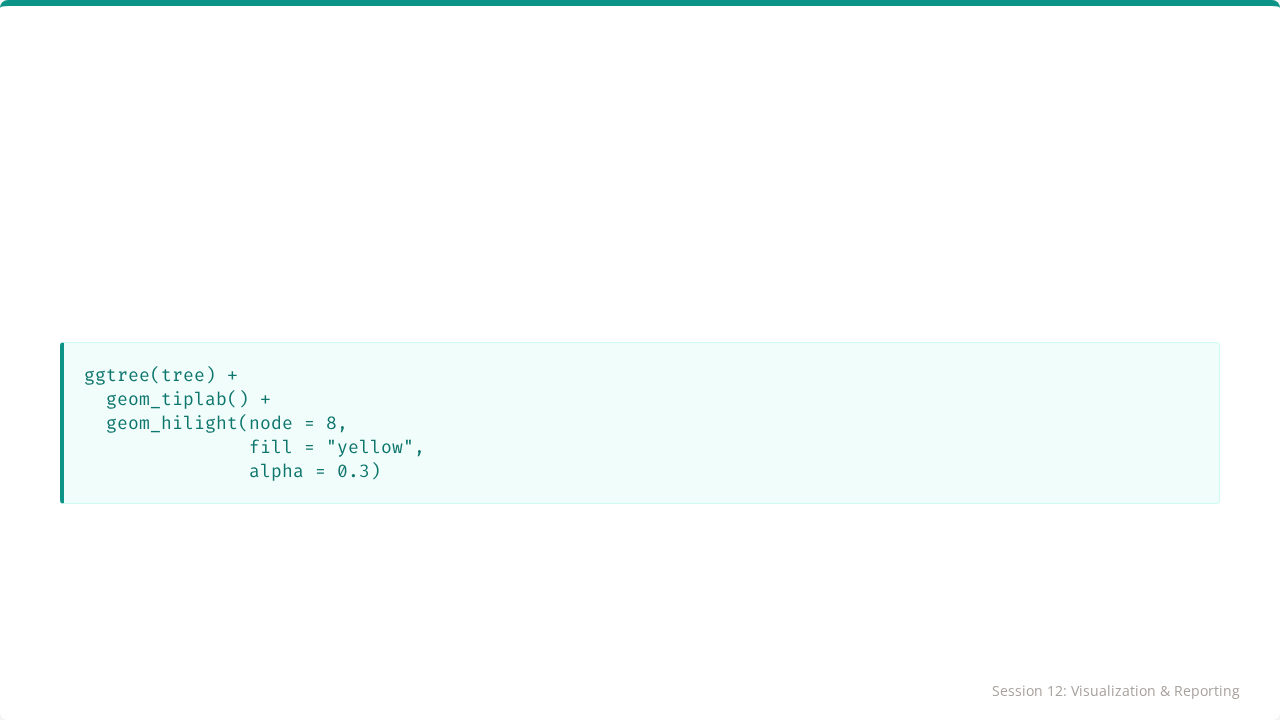 ggtree(tree) +
  geom_tiplab() +
  geom_hilight(node = 8,
               fill = "yellow",
               alpha = 0.3)
Session 12: Visualization & Reporting